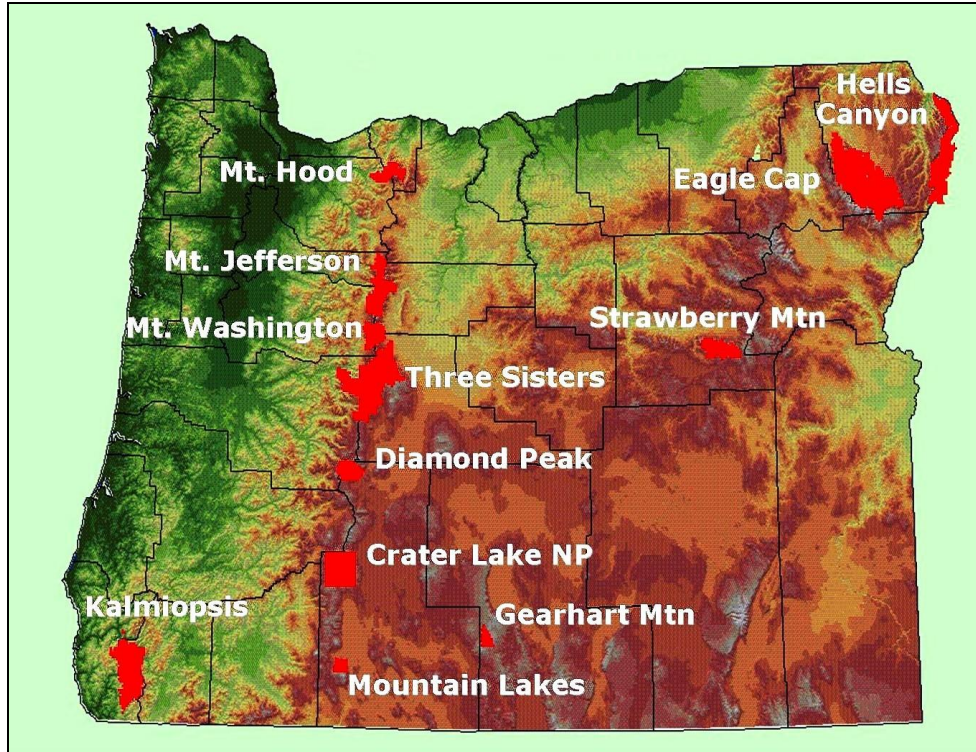 Hells
Canyon
Mt. Hood
Eagle Cap
Mt. Jefferson
Mt. Washington
Strawberry Mtn
Three Sisters
Diamond Peak
Crater Lake NP
Kalmiopsis
Gearhart Mtn
Mountain Lakes